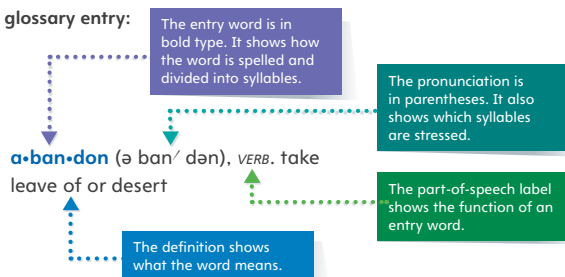 glossary entry:
The entry word is in
bold type. It shows how
the word is spelled and
divided into syllables.
The pronunciation is
in parentheses. It also
shows which syllables
are stressed.
a•ban•don (ə ban′ dən), VERB. take
leave of or desert
The part-of-speech label
shows the function of an
entry word.
The definition shows
what the word means.